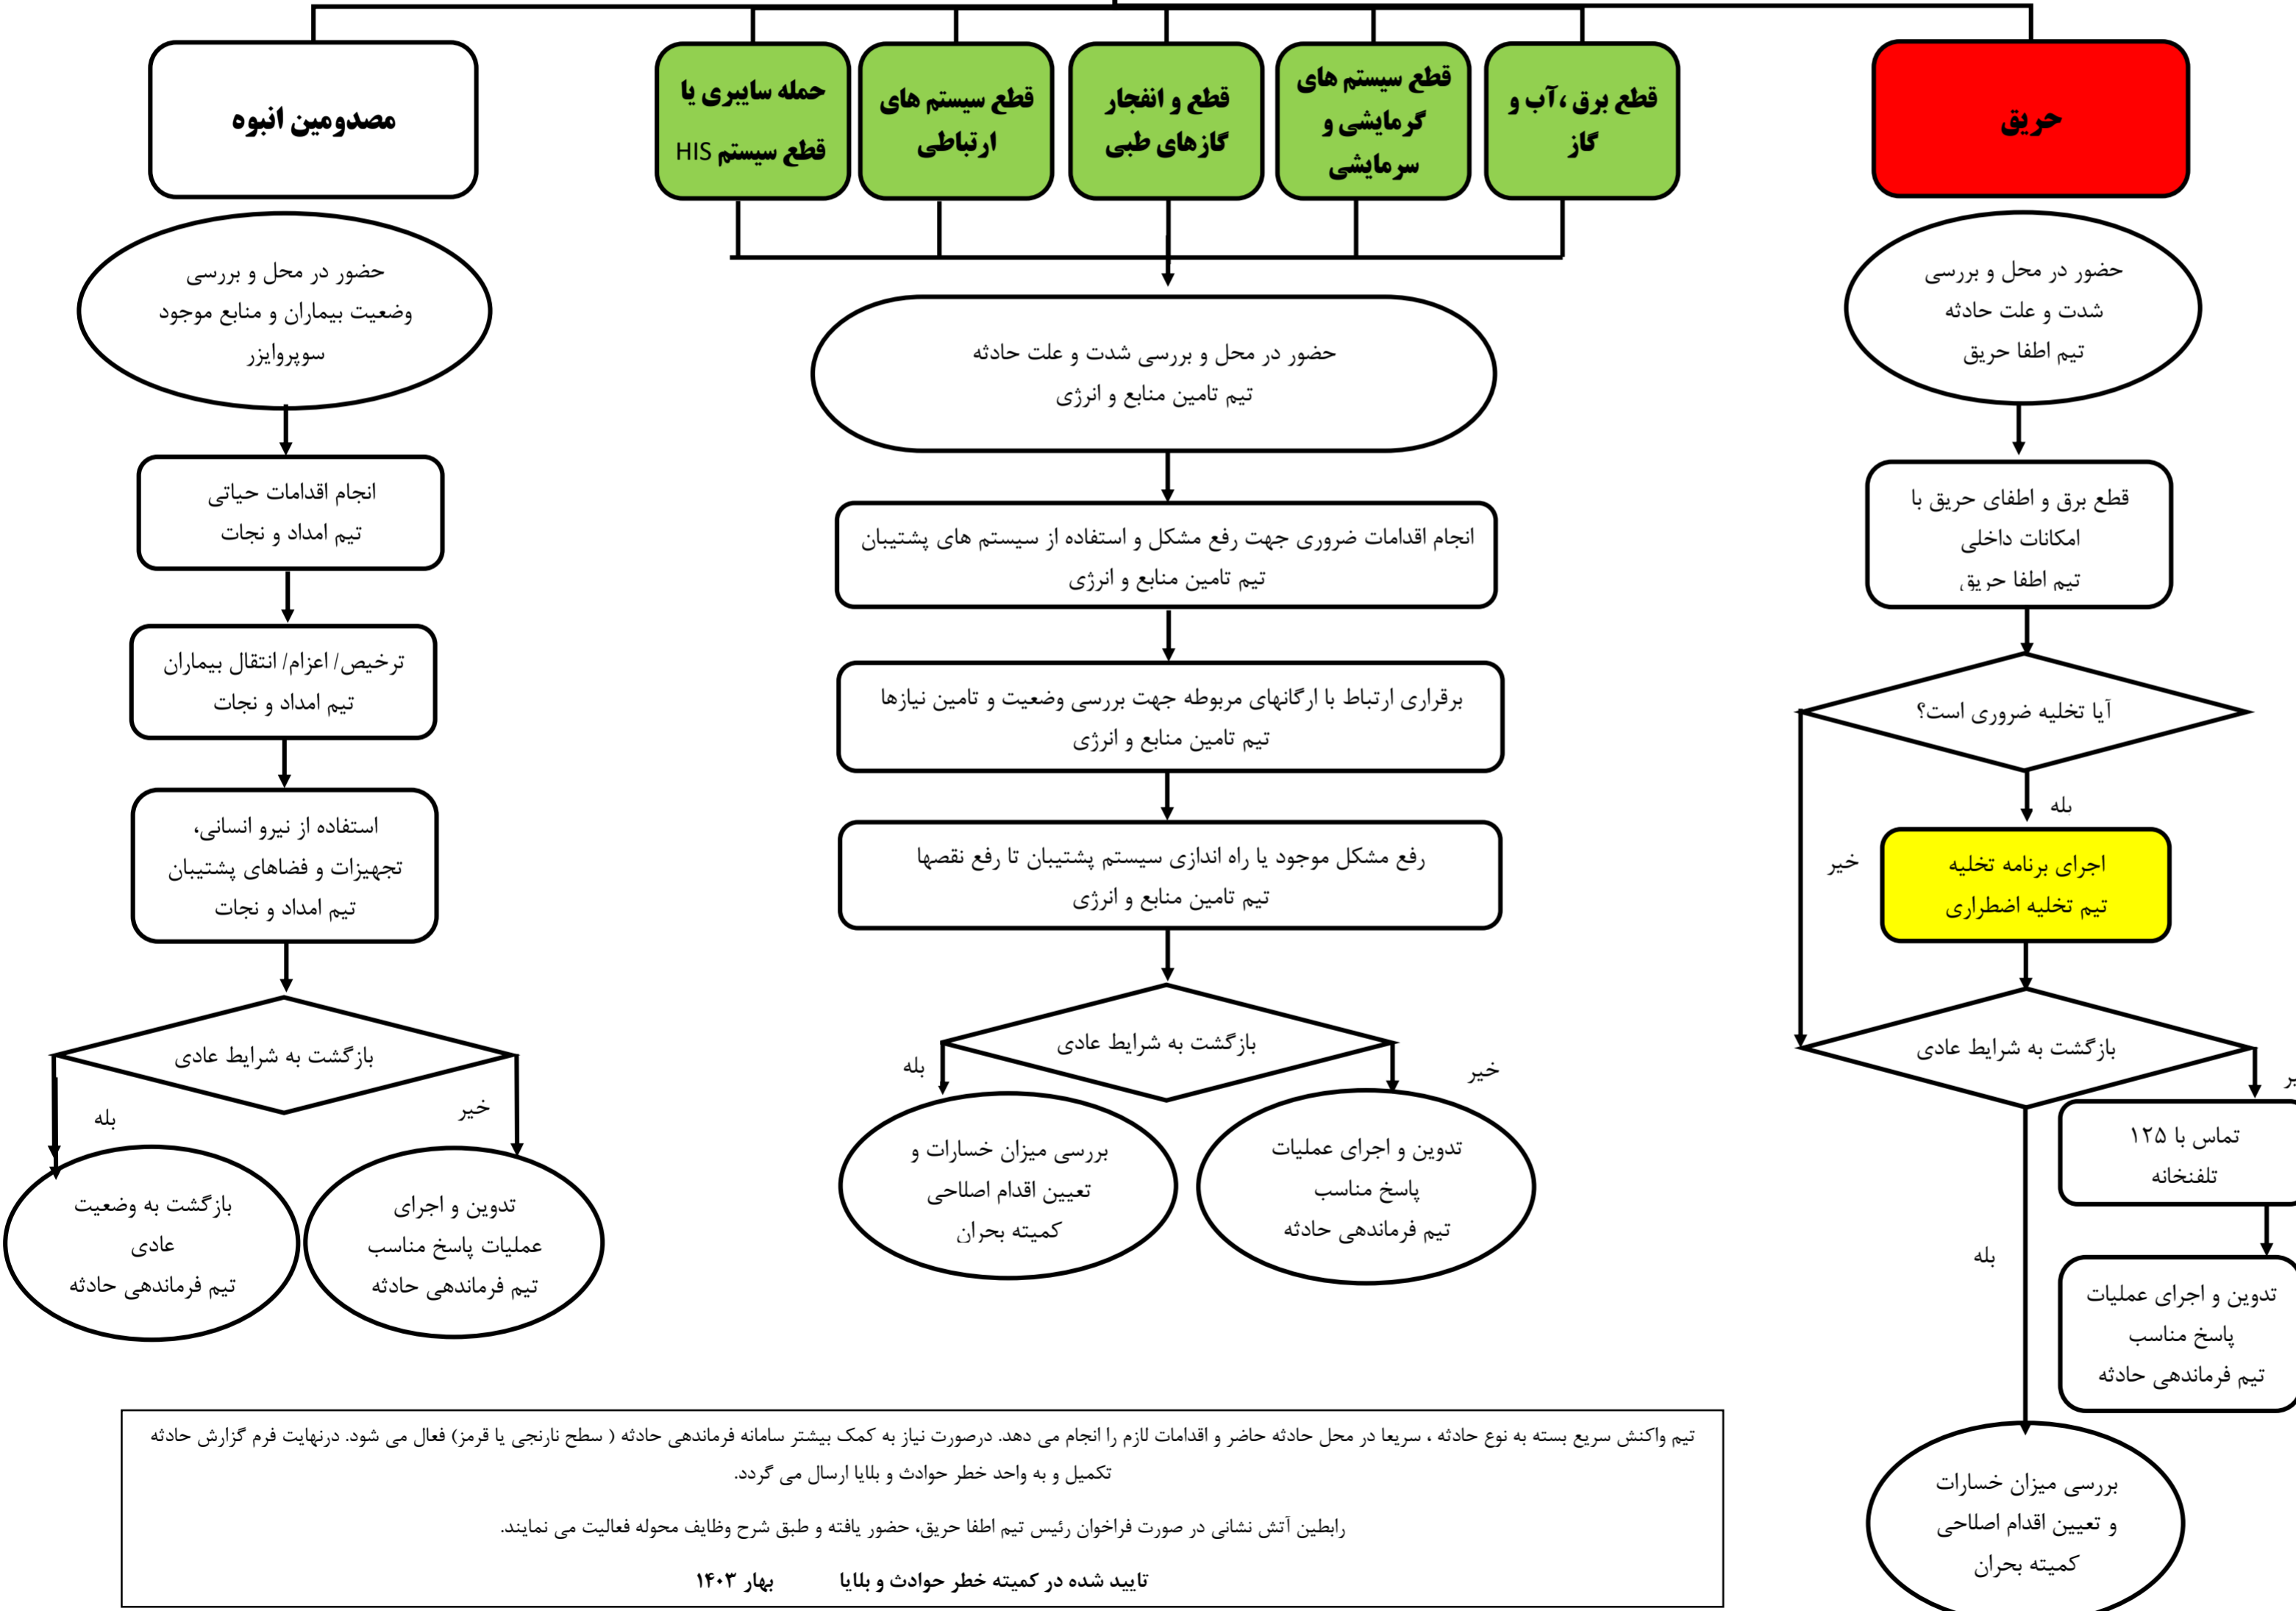 حریق
حضور در محل و بررسی
شدت و علت حادثه
تیم اطفا حریق
قطع برق و اطفای حریق با
امکانات داخلی
تیم اطفا حریق
آیا تخلیه ضروری است؟
بله
خیر
اجرای برنامه تخلیه
تیم تخلیه اضطراری
بازگشت به شرایط عادی
تماس با ۱۲۵
تلفنخانه
تدوین و اجرای عملیات
پاسخ مناسب
تیم فرماندهی حادثه
بله
بررسی میزان خسارات
و تعیین اقدام اصلاحی
کمیته بحران
قطع برق ،آب و
گاز
قطع سیستم های
گرمایشی و
سرمایشی
قطع و انفجار
گازهای طبی
قطع سیستم های
ارتباطی
حمله سایبری یا
قطع سیستم HIS
حضور در محل و بررسی شدت و علت حادثه
تیم تامین منابع و انرژی
انجام اقدامات ضروری جهت رفع مشکل و استفاده از سیستم های پشتیبان
تیم تامین منابع و انرژی
برقراری ارتباط با ارگانهای مربوطه جهت بررسی وضعیت و تامین نیازها
تیم تامین منابع و انرژی
رفع مشکل موجود یا راه اندازی سیستم پشتیبان تا رفع نقصها
تیم تامین منابع و انرژی
بازگشت به شرایط عادی
خیر
بله
تدوین و اجرای عملیات
پاسخ مناسب
تیم فرماندهی حادثه
بررسی میزان خسارات و
تعیین اقدام اصلاحی
کمیته بحران
مصدومین انبوه
حضور در محل و بررسی
وضعیت بیماران و منابع موجود
سوپروایزر
انجام اقدامات حیاتی
تیم امداد و نجات
ترخیص/ اعزام/ انتقال بیماران
تیم امداد و نجات
استفاده از نیرو انسانی،
تجهیزات و فضاهای پشتیبان
تیم امداد و نجات
بازگشت به شرایط عادی
خیر
بله
تدوین و اجرای
عملیات پاسخ مناسب
تیم فرماندهی حادثه
بازگشت به وضعیت
عادی
تیم فرماندهی حادثه
تیم واکنش سریع بسته به نوع حادثه ، سریعا در محل حادثه حاضر و اقدامات لازم را انجام می دهد. درصورت نیاز به کمک بیشتر سامانه فرماندهی حادثه ( سطح نارنجی یا قرمز) فعال می شود. درنهایت فرم گزارش حادثه
تکمیل و به واحد خطر حوادث و بلایا ارسال می گردد.
رابطین آتش نشانی در صورت فراخوان رئیس تیم اطفا حریق، حضور یافته و طبق شرح وظایف محوله فعالیت می نمایند.
تایید شده در کمیته خطر حوادث و بلایا بهار ۱۴۰۳